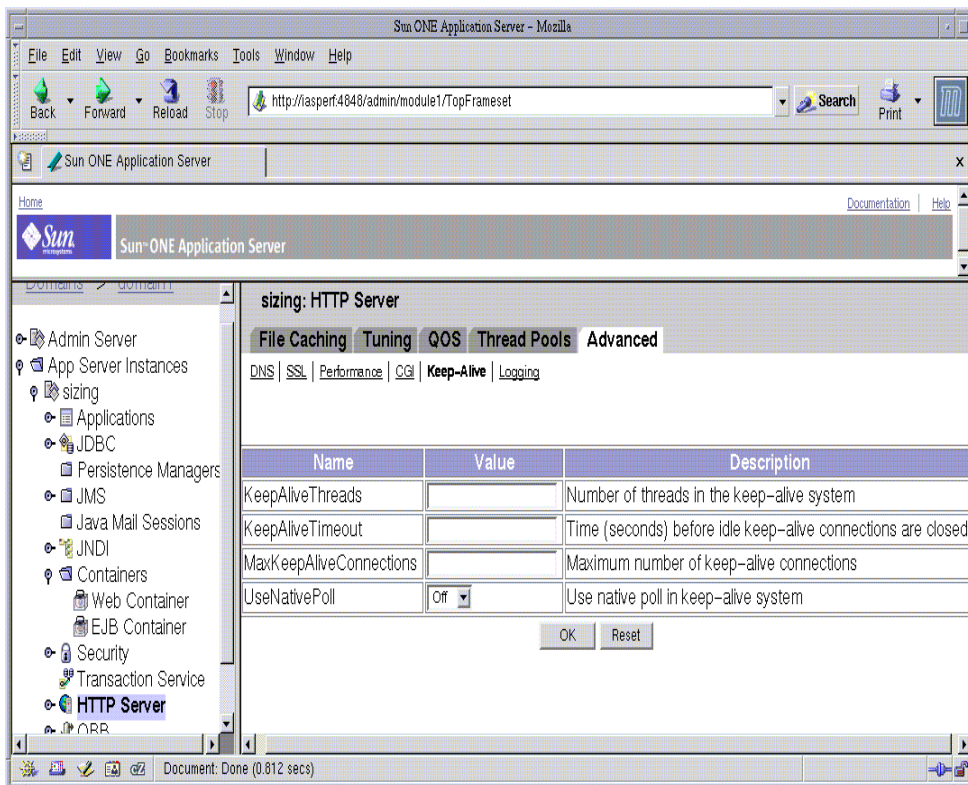 Sun ONE Application Server – Mozilla
File Edit View Go Bookmarks Tools Window Help
Back Forward Reload Stop http://iasperf:4848/admin/module1/TopFrameset Search Print
Sun ONE Application Server x
Home Documentation | Help
Sun microsystems Sun™ ONE Application Server
Domains > domain1
sizing: HTTP Server
File Caching Tuning QOS Thread Pools Advanced
DNS | SSL | Performance | CGI | Keep-Alive | Logging
Admin Server
App Server Instances
sizing
Applications
JDBC
Persistence Managers
JMS
Java Mail Sessions
JNDI
Containers
Web Container
EJB Container
Security
Transaction Service
HTTP Server
ORB
Name Value Description
KeepAliveThreads Number of threads in the keep–alive system
KeepAliveTimeout Time (seconds) before idle keep–alive connections are closed
MaxKeepAliveConnections Maximum number of keep–alive connections
UseNativePoll Off Use native poll in keep–alive system
OK Reset
Document: Done (0.812 secs)